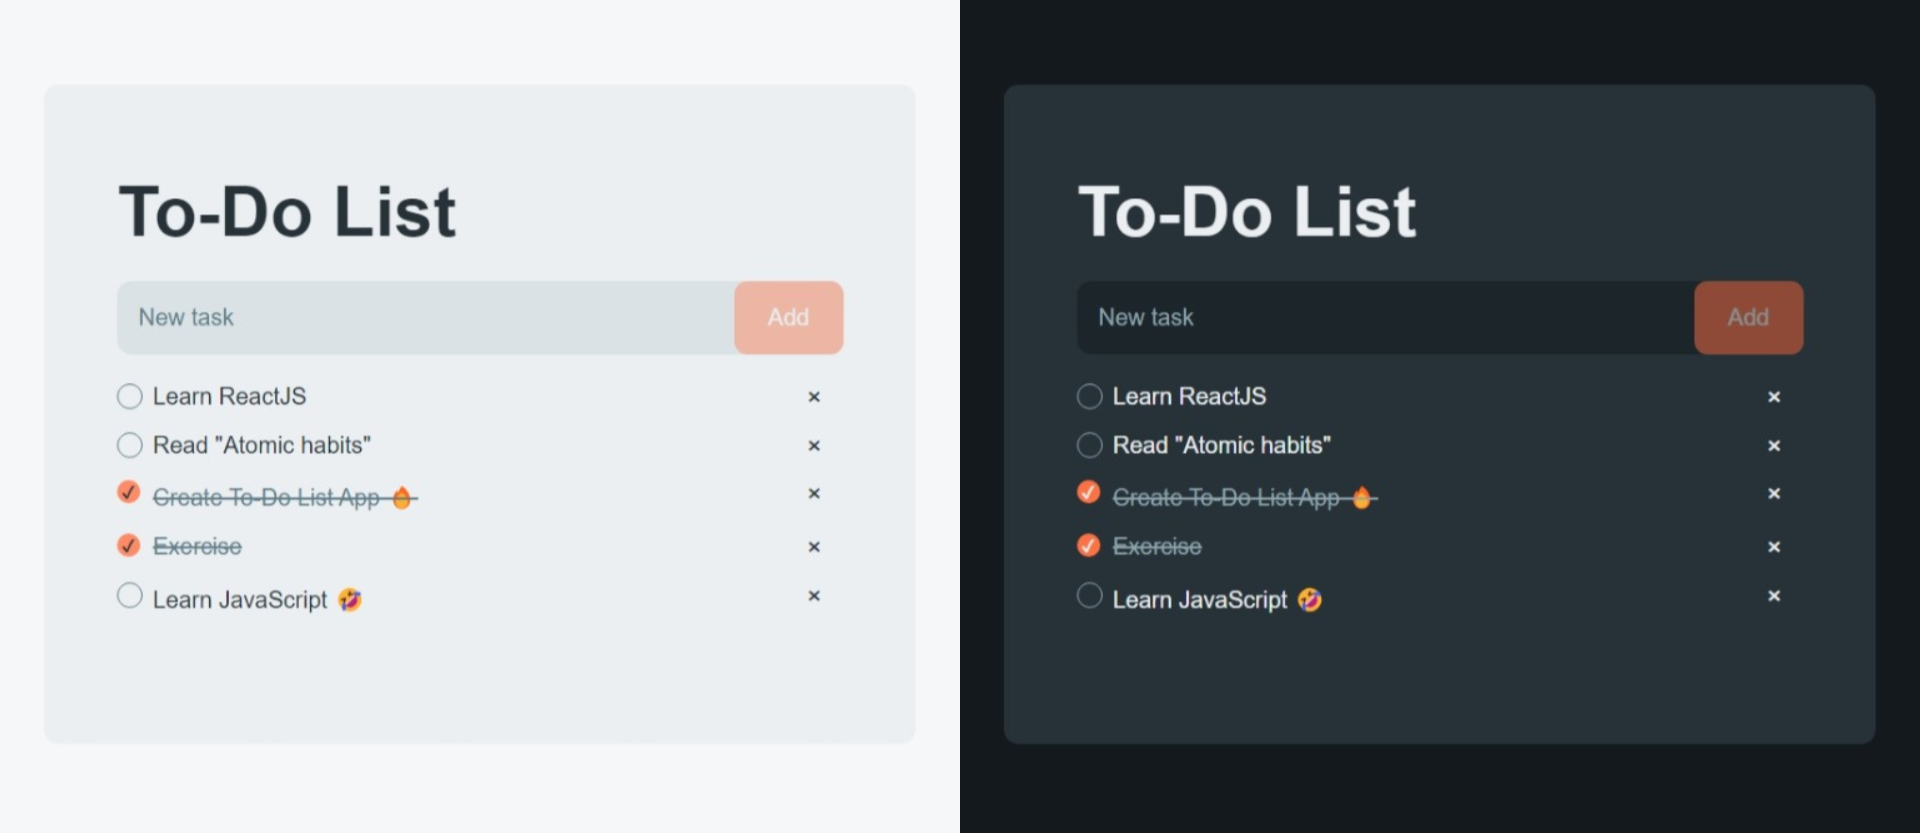 To-Do List
New task Add
Learn ReactJS ×
Read "Atomic habits" ×
Create To-Do List App 🔥 ×
Exercise ×
Learn JavaScript 🤣 ×
To-Do List
New task Add
Learn ReactJS ×
Read "Atomic habits" ×
Create To-Do List App 🔥 ×
Exercise ×
Learn JavaScript 🤣 ×